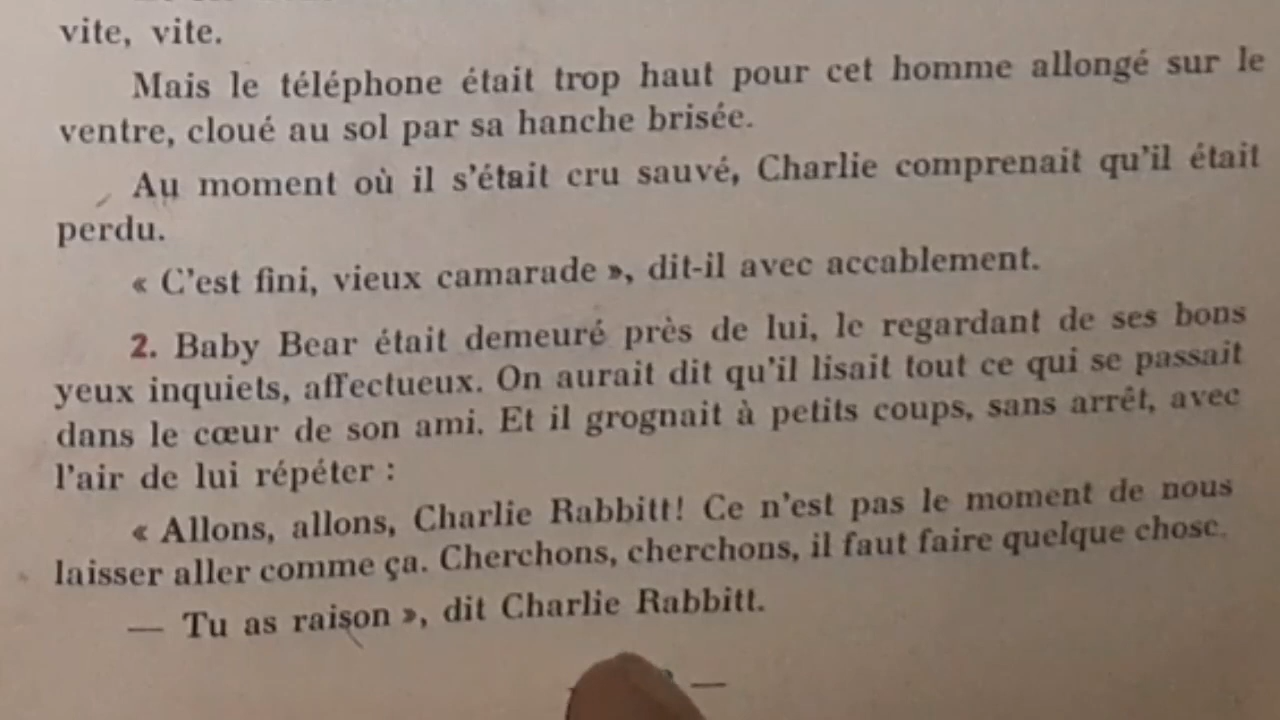 vite, vite.
Mais le téléphone était trop haut pour cet homme allongé sur le
ventre, cloué au sol par sa hanche brisée.
Au moment où il s'était cru sauvé, Charlie comprenait qu'il était
perdu.
« C'est fini, vieux camarade », dit-il avec accablement.
2. Baby Bear était demeuré près de lui, le regardant de ses bons
yeux inquiets, affectueux. On aurait dit qu'il lisait tout ce qui se passait
dans le cœur de son ami. Et il grognait à petits coups, sans arrêt, avec
l'air de lui répéter :
« Allons, allons, Charlie Rabbitt! Ce n'est pas le moment de nous
laisser aller comme ça. Cherchons, cherchons, il faut faire quelque chose.
— Tu as raison », dit Charlie Rabbitt.